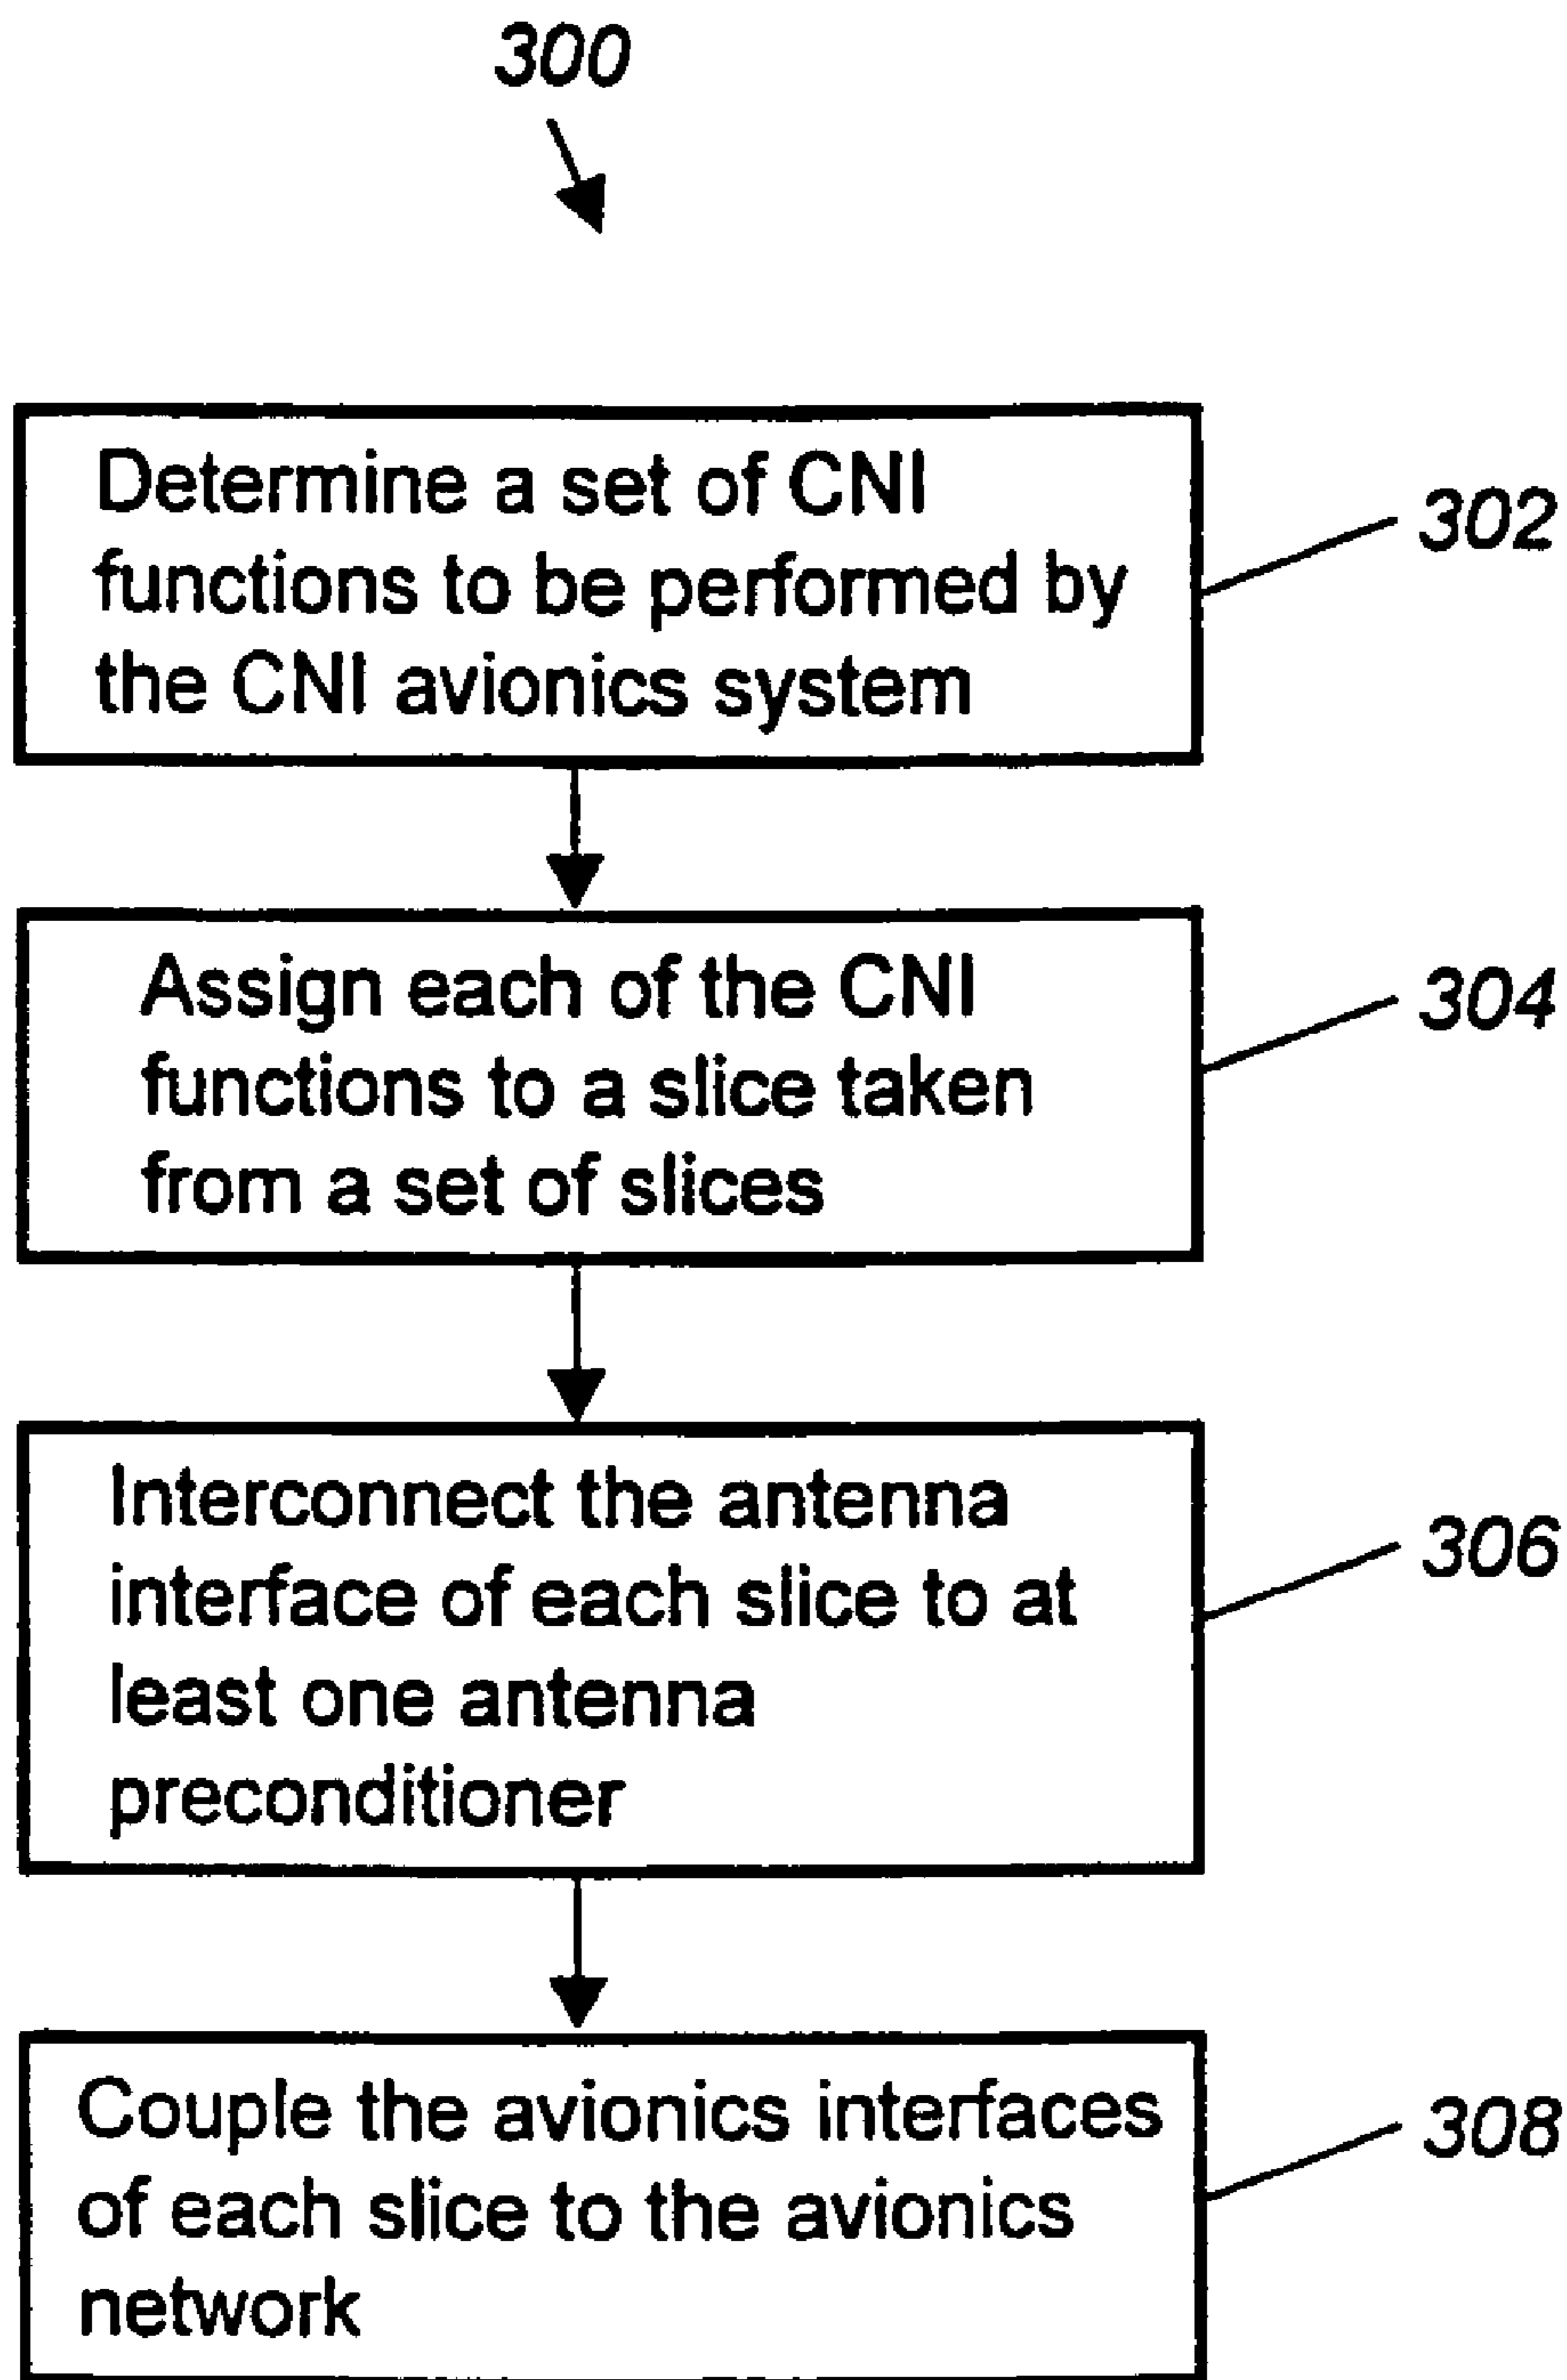 300
Determine a set of CNI
functions to be performed by
the CNI avionics system
302
Assign each of the CNI
functions to a slice taken
from a set of slices
304
Interconnect the antenna
interface of each slice to at
least one antenna
preconditioner
306
Couple the avionics interfaces
of each slice to the avionics
network
308